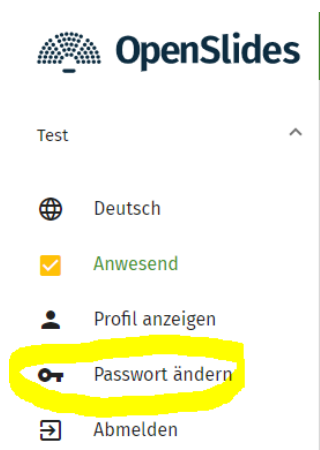 OpenSlides
Test
Deutsch
Anwesend
Profil anzeigen
Passwort ändern
Abmelden